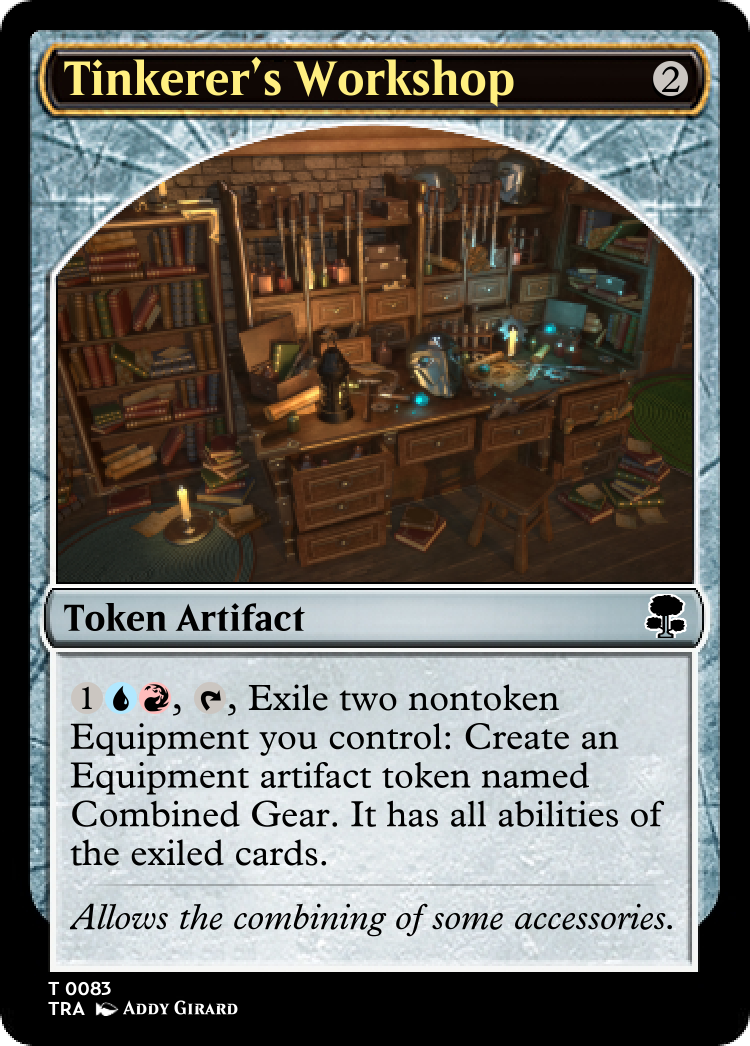 Tinkerer's Workshop 2
Token Artifact
1 , , Exile two nontoken
Equipment you control: Create an
Equipment artifact token named
Combined Gear. It has all abilities of
the exiled cards.
Allows the combining of some accessories.
T 0083
TRA Addy Girard